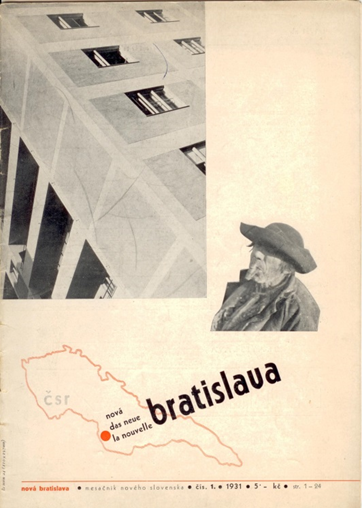 čsr
nová
das neue
la nouvelle
bratislava
nová bratislava • mesačník nového slovenska • čís. 1. • 1931 • 5'– kč • str. 1–24